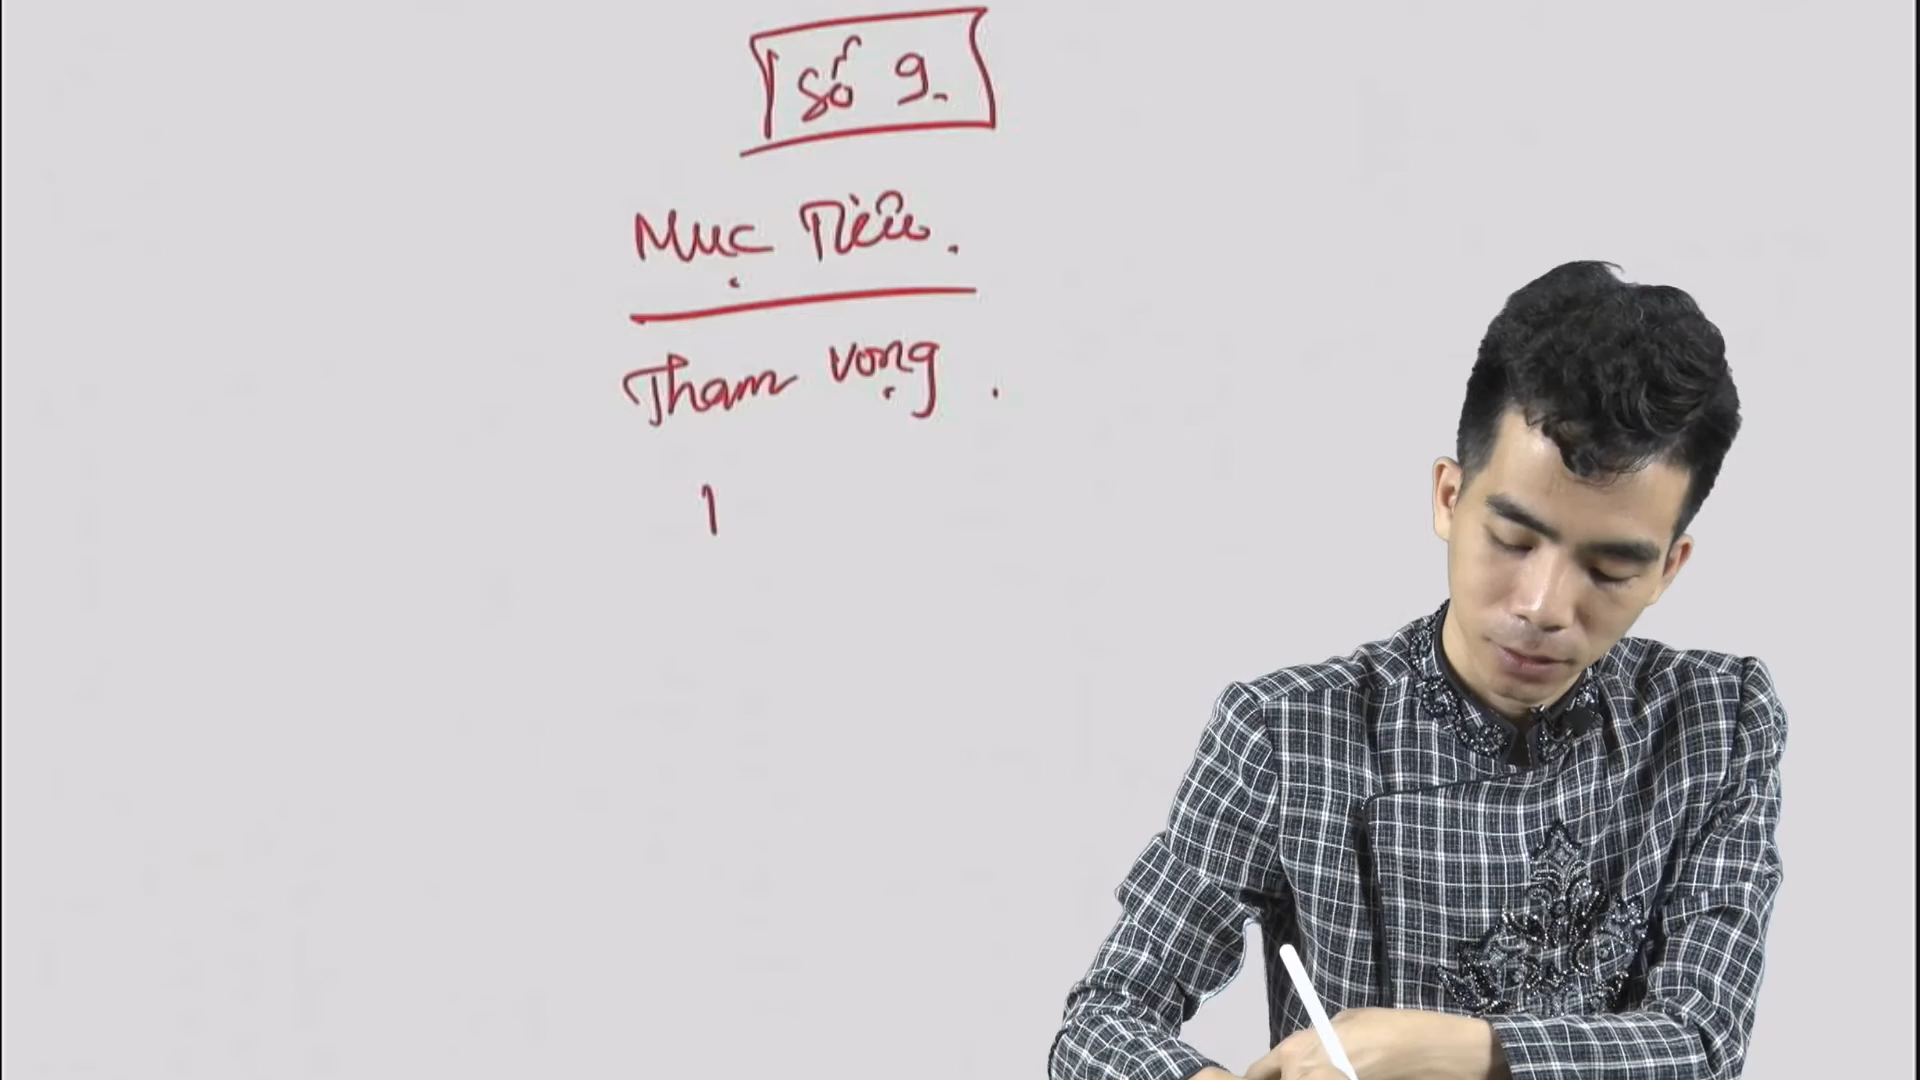 Số 9.
Mục Tiêu.
Tham vọng.
1